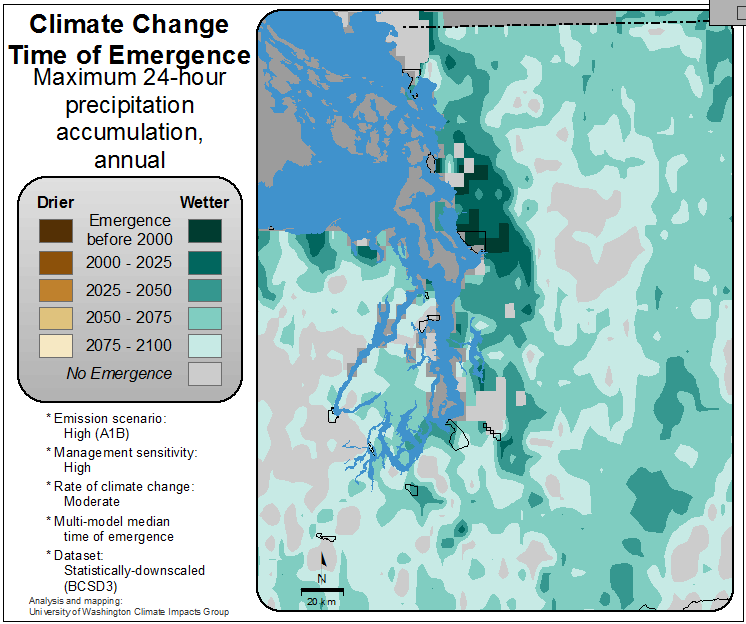 Climate Change
Time of Emergence
Maximum 24-hour
precipitation
accumulation,
annual
Drier Wetter
Emergence
before 2000
2000 - 2025
2025 - 2050
2050 - 2075
2075 - 2100
No Emergence
* Emission scenario:
High (A1B)
* Management sensitivity:
High
* Rate of climate change:
Moderate
* Multi-model median
time of emergence
* Dataset:
Statistically-downscaled
(BCSD3)
Analysis and mapping:
University of Washington Climate Impacts Group
N
20 km